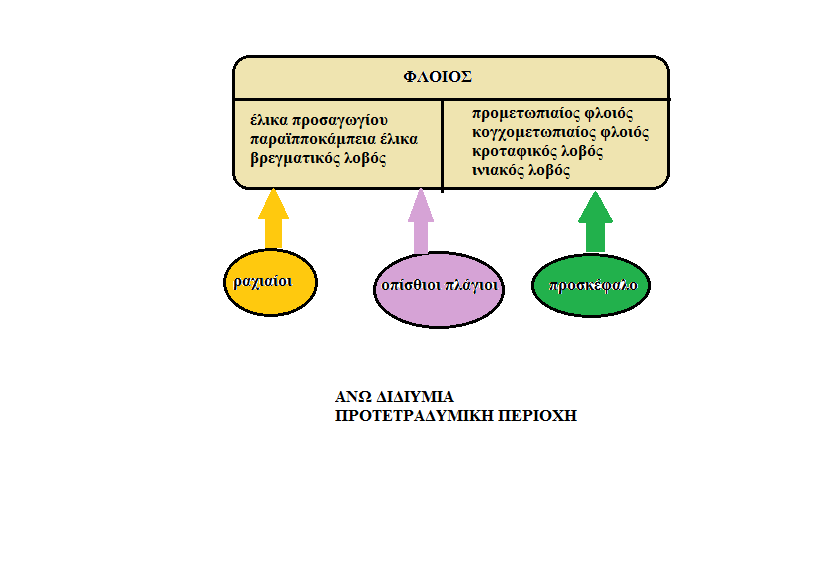 ΦΛΟΙΟΣ
έλικα προσαγωγίου
παραϊπποκάμπεια έλικα
βρεγματικός λοβός
προμετωπιαίος φλοιός
κογχομετωπιαίος φλοιός
κροταφικός λοβός
ινιακός λοβός
ραχιαίοι
οπίσθιοι πλάγιοι
προσκέφαλο
ΑΝΩ ΔΙΔΙΥΜΙΑ
ΠΡΟΤΕΤΡΑΔΥΜΙΚΗ ΠΕΡΙΟΧΗ